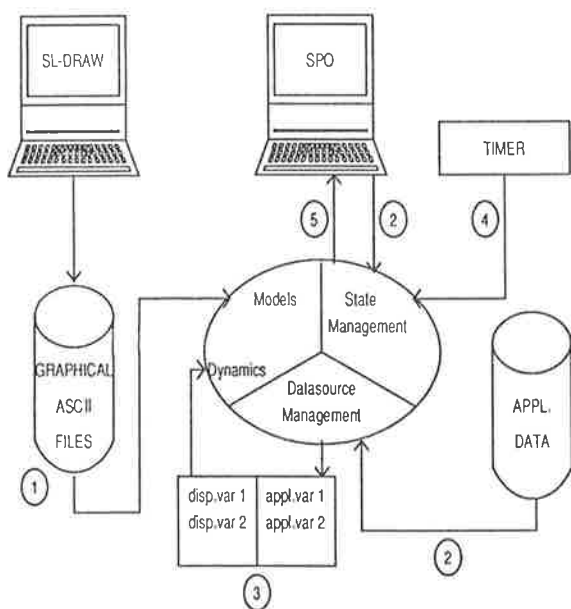 SL-DRAW
SPO
TIMER
5
2
4
Models
State
Management
Dynamics
Datasource
Management
GRAPHICAL
ASCII
FILES
APPL.
DATA
1
disp.var 1
disp.var 2
appl.var 1
appl.var 2
2
3